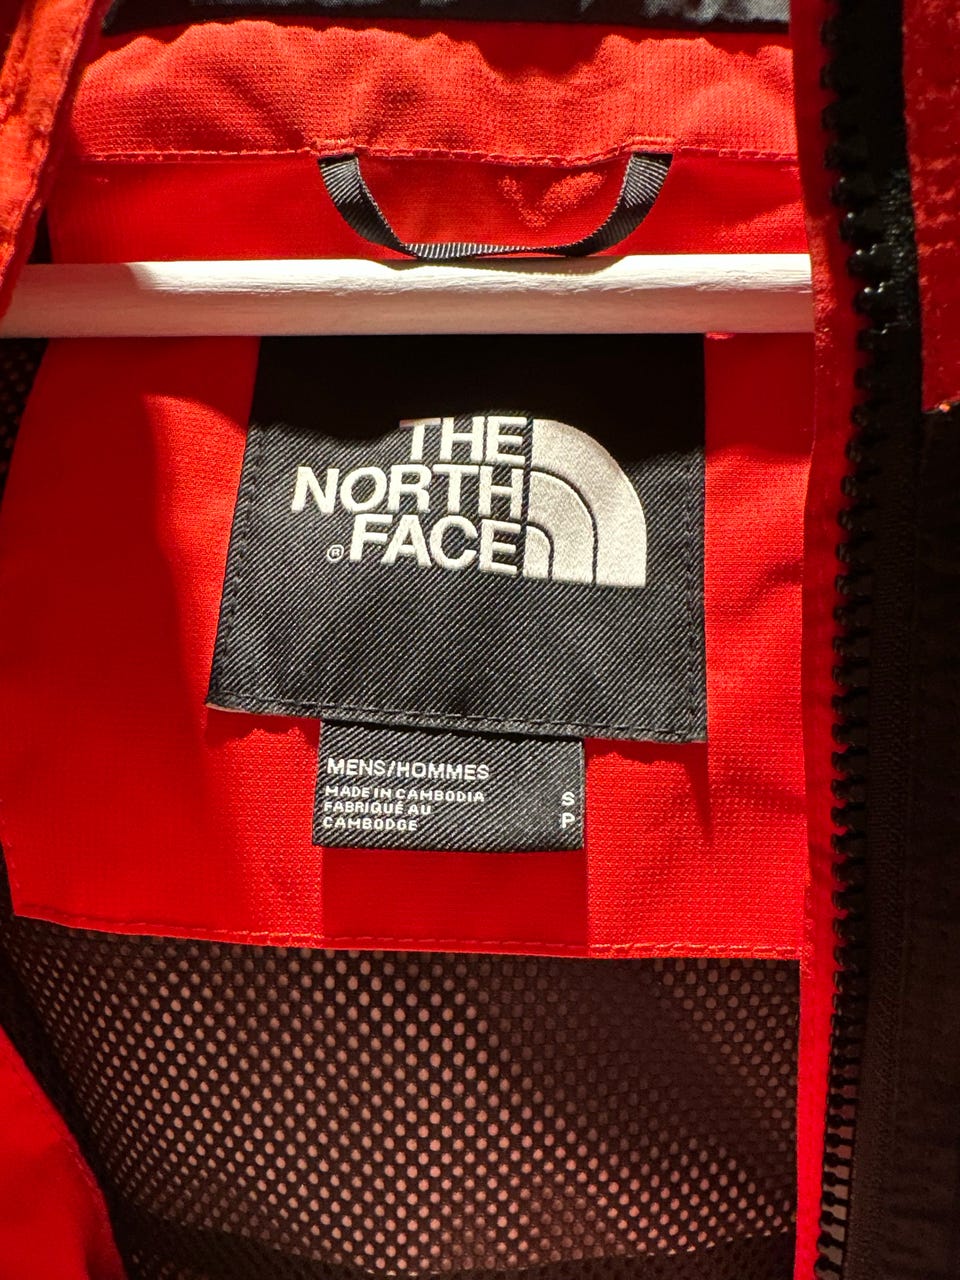 THE
NORTH
® FACE
MENS/HOMMES
MADE IN CAMBODIA S
FABRIQUÉ AU
CAMBODGE P